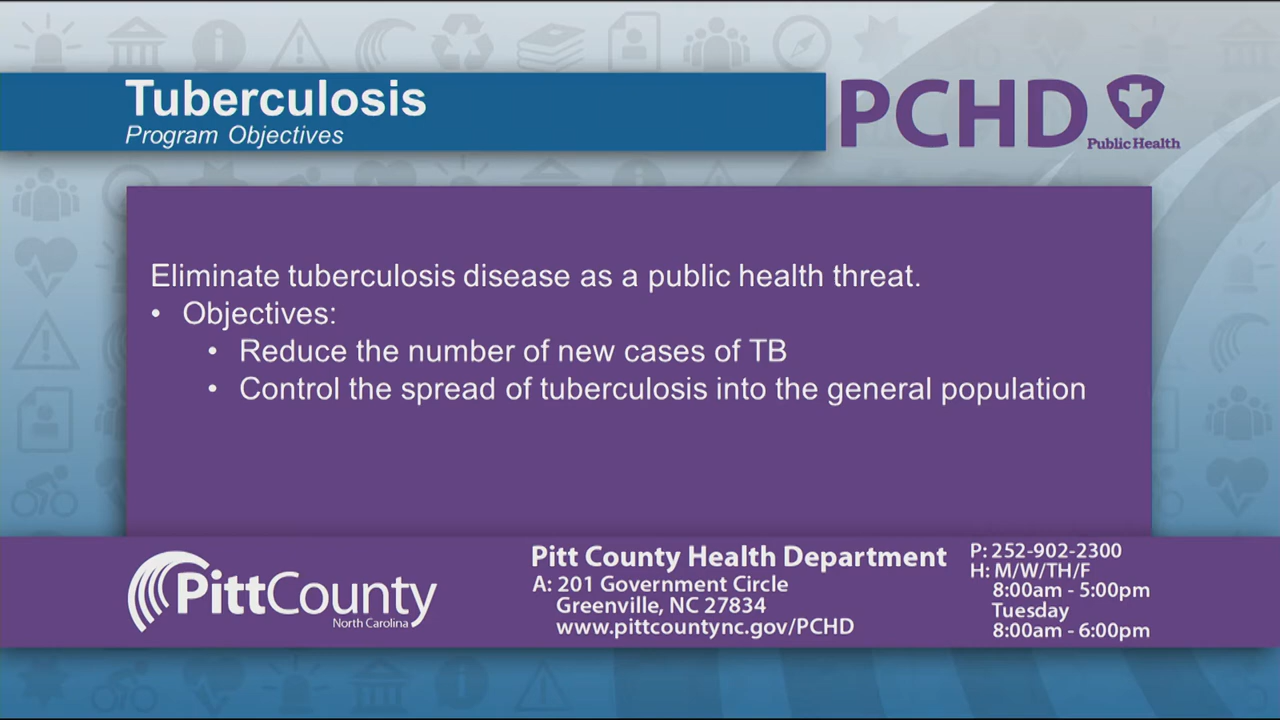 Tuberculosis
Program Objectives
PCHD
Public Health
Eliminate tuberculosis disease as a public health threat.
• Objectives:
• Reduce the number of new cases of TB
• Control the spread of tuberculosis into the general population
PittCounty
North Carolina
Pitt County Health Department
A: 201 Government Circle
Greenville, NC 27834
www.pittcountync.gov/PCHD
P: 252-902-2300
H: M/W/TH/F
8:00am - 5:00pm
Tuesday
8:00am - 6:00pm